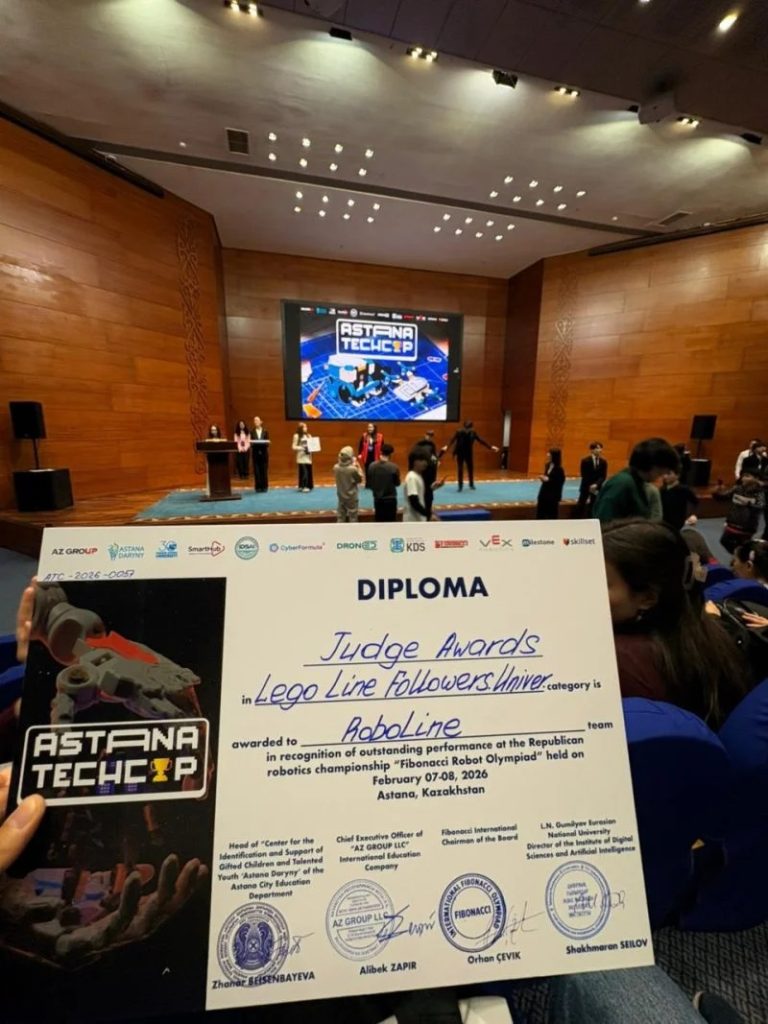 ASTANA
TECHCUP
AZ GROUP ASTANA DARYNY SmartHub CyberFormula KDS VEX Milestone skillset
ATC-2026-0057
DIPLOMA
Judge Awards
in Lego Line Followers.Univer. category is
awarded to RoboLine team
in recognition of outstanding performance at the Republican
robotics championship "Fibonacci Robot Olympiad" held on
February 07-08, 2026
Astana, Kazakhstan
ASTANA
TECHCUP
Head of "Center for the
Identification and Support of
Gifted Children and Talented
Youth 'Astana Daryny' of the
Astana City Education
Department
Zhanar BEISENBAYEVA
Chief Executive Officer of
"AZ GROUP LLC"
International Education
Company
AZ GROUP LLC
Alibek ZAPIR
Fibonacci International
Chairman of the Board
INTERNATIONAL FIBONACCI OLYMPIAD
FIBONACCI
Orhan ÇEVIK
L.N. Gumilyov Eurasian
National University
Director of the Institute of Digital
Sciences and Artificial Intelligence
Shakhmaran SEILOV